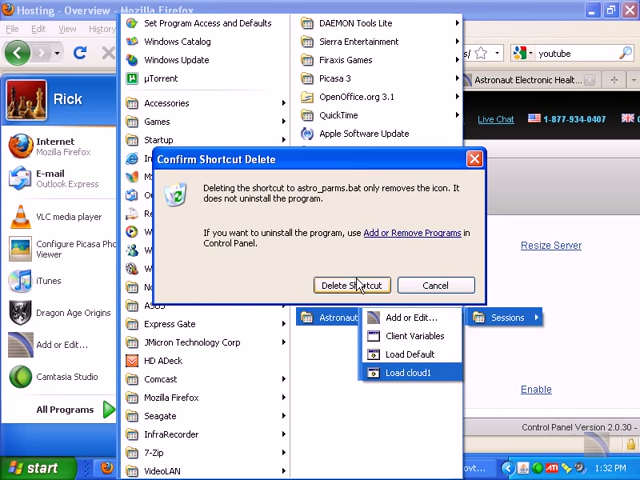 Hosting - Overview - Mozilla Firefox
File
Edit
View
History
youtube
Astronaut Electronic Healt...
Live Chat
1-877-934-0407
Resize Server
Enable
Control Panel Version 2.0.30
Rick
Internet
Mozilla Firefox
E-mail
Outlook Express
VLC media player
Configure Picasa Photo
Viewer
iTunes
Dragon Age Origins
Add or Edit...
Camtasia Studio
All Programs
Set Program Access and Defaults
Windows Catalog
Windows Update
µTorrent
Accessories
Games
Startup
Express Gate
JMicron Technology Corp
HD ADeck
Comcast
Mozilla Firefox
Seagate
InfraRecorder
7-Zip
VideoLAN
DAEMON Tools Lite
Sierra Entertainment
Firaxis Games
Picasa 3
OpenOffice.org 3.1
QuickTime
Apple Software Update
Astronaut
Add or Edit...
Client Variables
Load Default
Load cloud1
Sessions
Confirm Shortcut Delete
Deleting the shortcut to astro_parms.bat only removes the icon. It
does not uninstall the program.
If you want to uninstall the program, use Add or Remove Programs in
Control Panel.
Delete Shortcut
Cancel
start
ovt...
1:32 PM